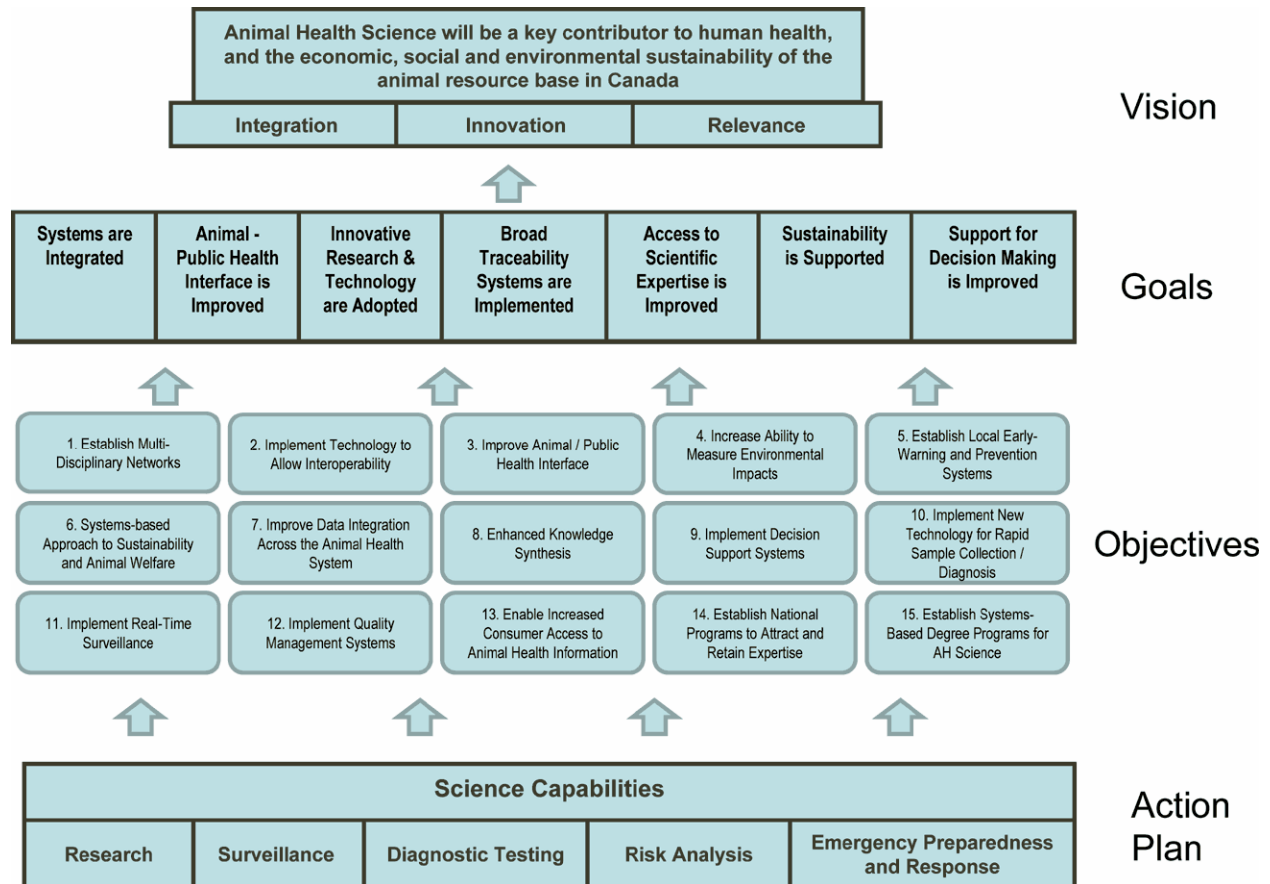 Animal Health Science will be a key contributor to human health,
and the economic, social and environmental sustainability of the
animal resource base in Canada
Vision
Integration
Innovation
Relevance
Systems are
Integrated
Animal -
Public Health
Interface is
Improved
Innovative
Research &
Technology
are Adopted
Broad
Traceability
Systems are
Implemented
Access to
Scientific
Expertise is
Improved
Sustainability
is Supported
Support for
Decision Making
is Improved
Goals
1. Establish Multi-
Disciplinary Networks
2. Implement Technology to
Allow Interoperability
3. Improve Animal / Public
Health Interface
4. Increase Ability to
Measure Environmental
Impacts
5. Establish Local Early-
Warning and Prevention
Systems
6. Systems-based
Approach to Sustainability
and Animal Welfare
7. Improve Data Integration
Across the Animal Health
System
8. Enhanced Knowledge
Synthesis
9. Implement Decision
Support Systems
10. Implement New
Technology for Rapid
Sample Collection /
Diagnosis
Objectives
11. Implement Real-Time
Surveillance
12. Implement Quality
Management Systems
13. Enable Increased
Consumer Access to
Animal Health Information
14. Establish National
Programs to Attract and
Retain Expertise
15. Establish Systems-
Based Degree Programs for
AH Science
Science Capabilities
Research
Surveillance
Diagnostic Testing
Risk Analysis
Emergency Preparedness
and Response
Action
Plan